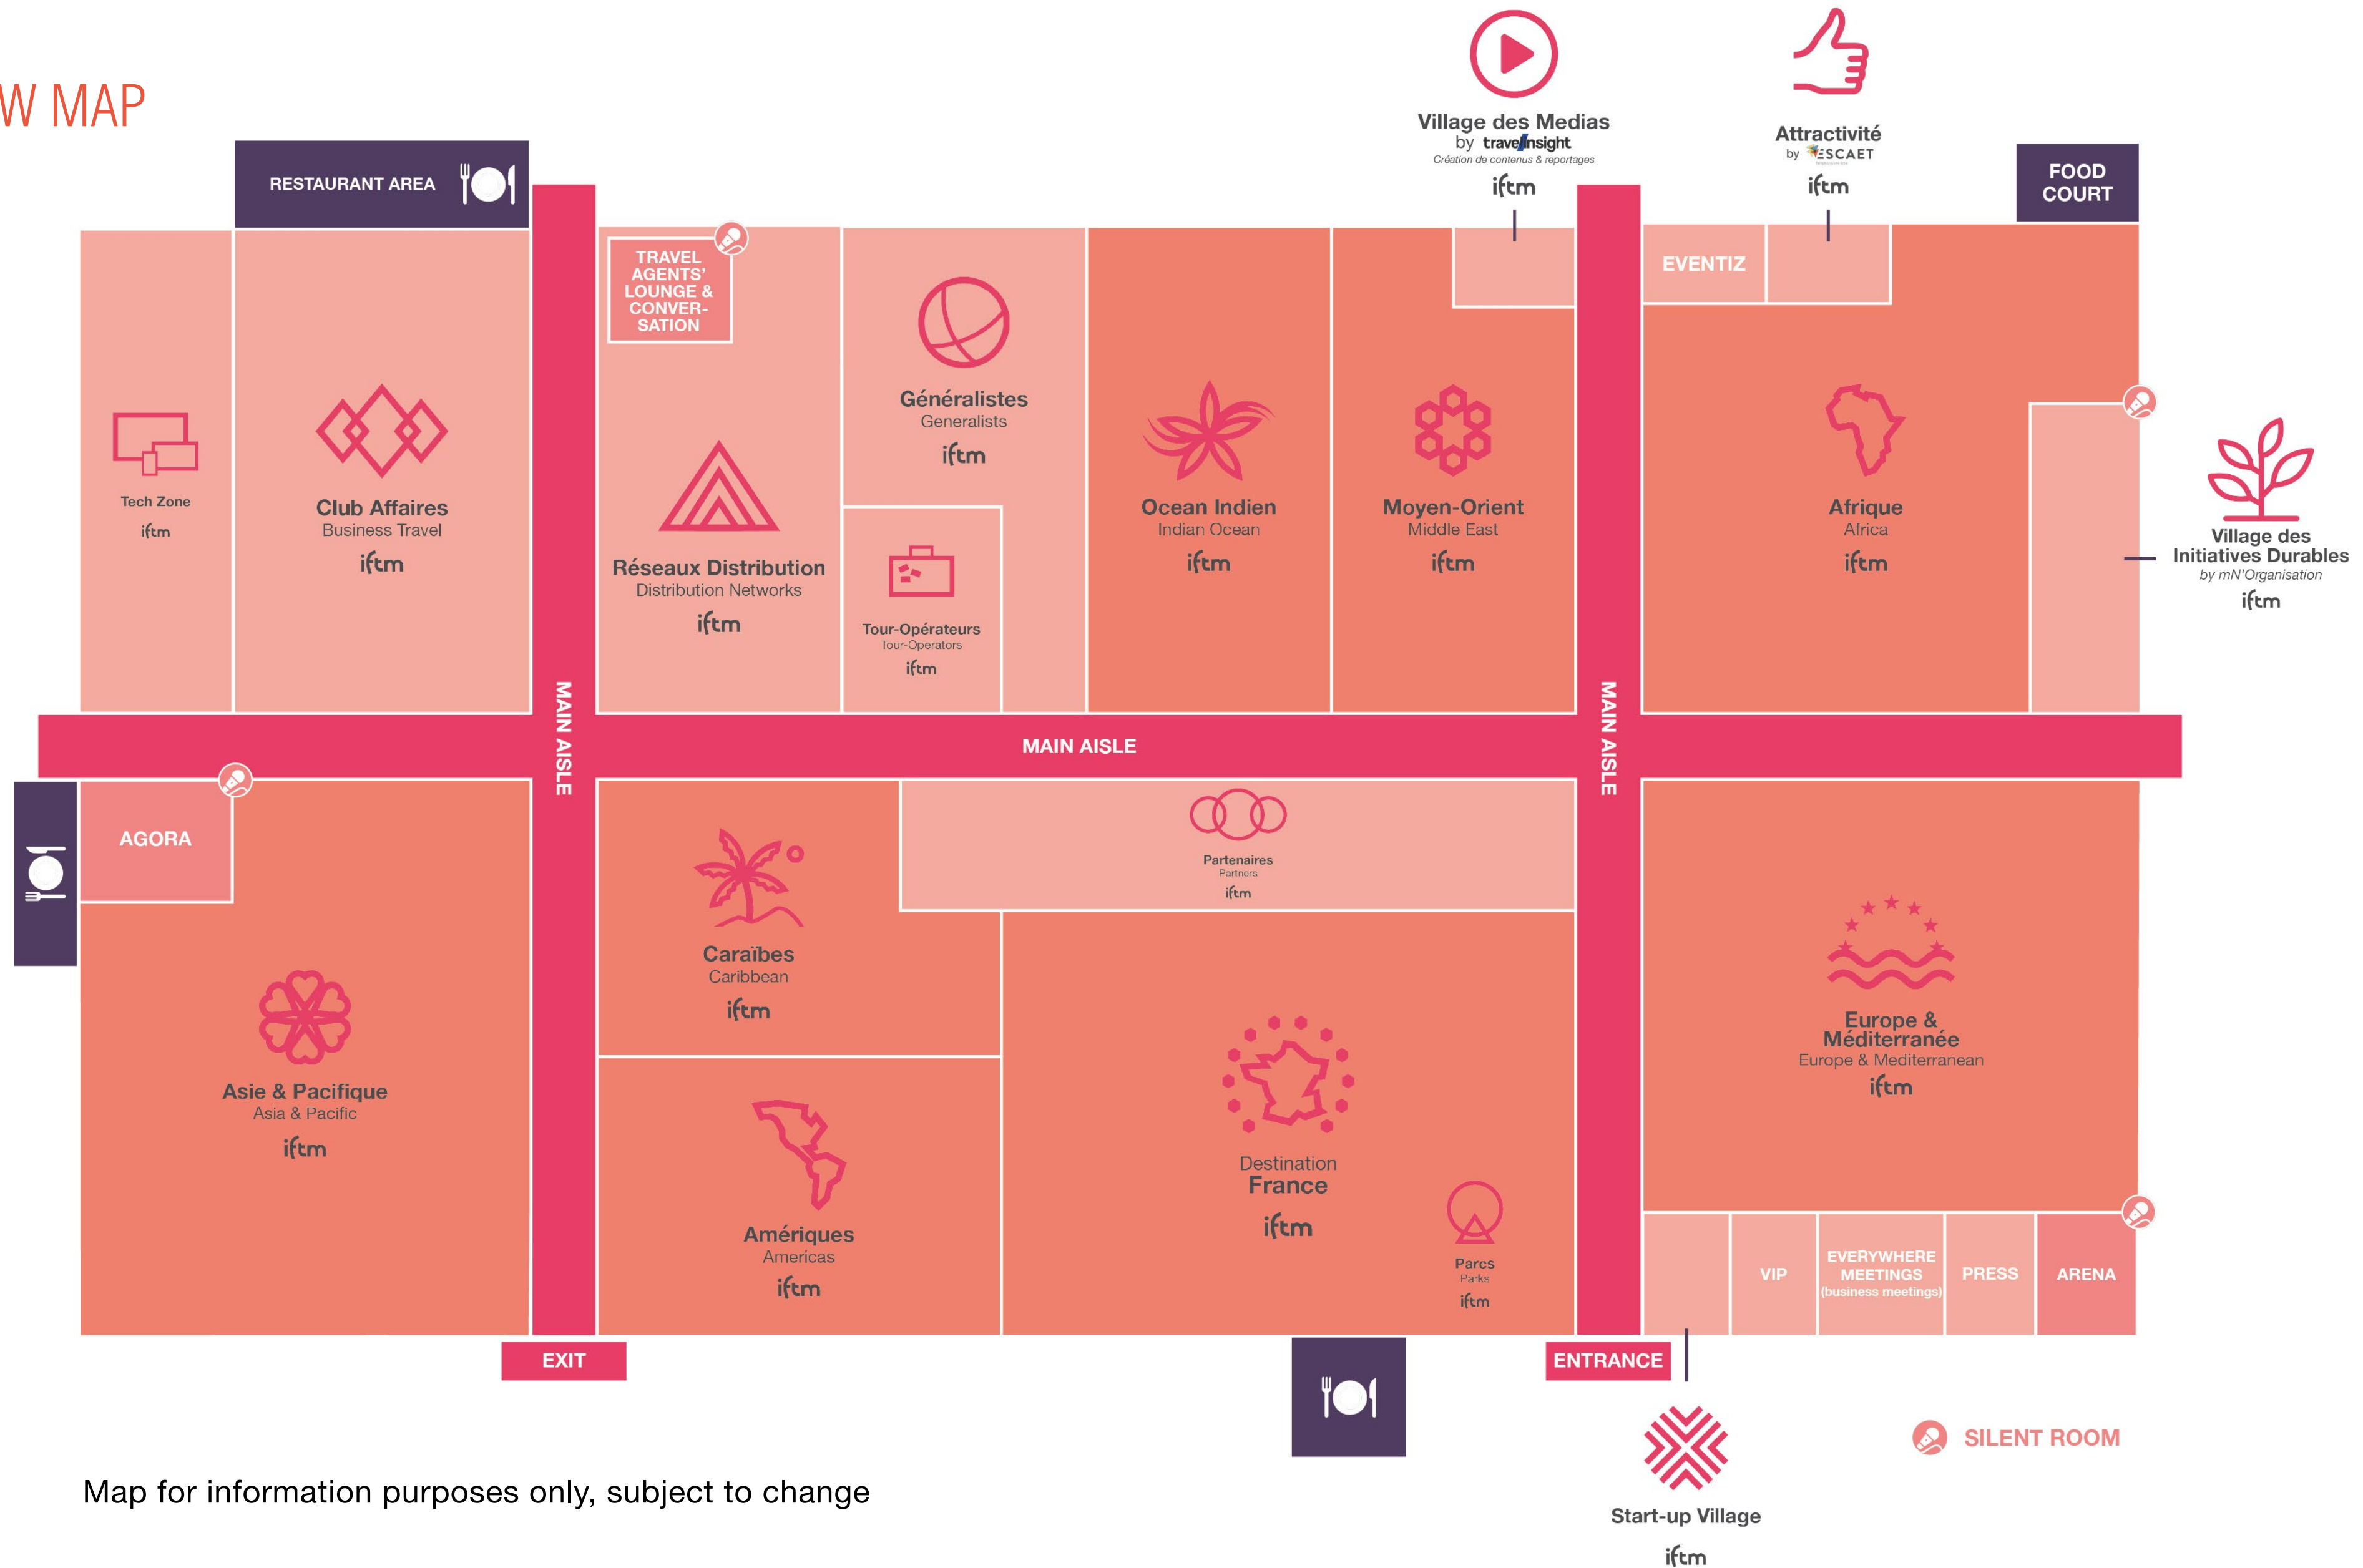 W MAP
RESTAURANT AREA
Village des Medias
by travel insight
Création de contenus & reportages
iftm
Attractivité
by ESCAET
iftm
FOOD
COURT
TRAVEL
AGENTS'
LOUNGE &
CONVER-
SATION
EVENTIZ
Tech Zone
iftm
Club Affaires
Business Travel
iftm
Réseaux Distribution
Distribution Networks
iftm
Généralistes
Generalists
iftm
Tour-Opérateurs
Tour-Operators
iftm
Ocean Indien
Indian Ocean
iftm
Moyen-Orient
Middle East
iftm
Afrique
Africa
iftm
Village des
Initiatives Durables
by mN'Organisation
iftm
MAIN AISLE
MAIN AISLE
MAIN AISLE
AGORA
Asie & Pacifique
Asia & Pacific
iftm
Caraïbes
Caribbean
iftm
Partenaires
Partners
iftm
Amériques
Americas
iftm
Destination
France
iftm
Parcs
Parks
iftm
Europe &
Méditerranée
Europe & Mediterranean
iftm
VIP
EVERYWHERE
MEETINGS
(business meetings)
PRESS
ARENA
EXIT
ENTRANCE
Start-up Village
iftm
SILENT ROOM
Map for information purposes only, subject to change